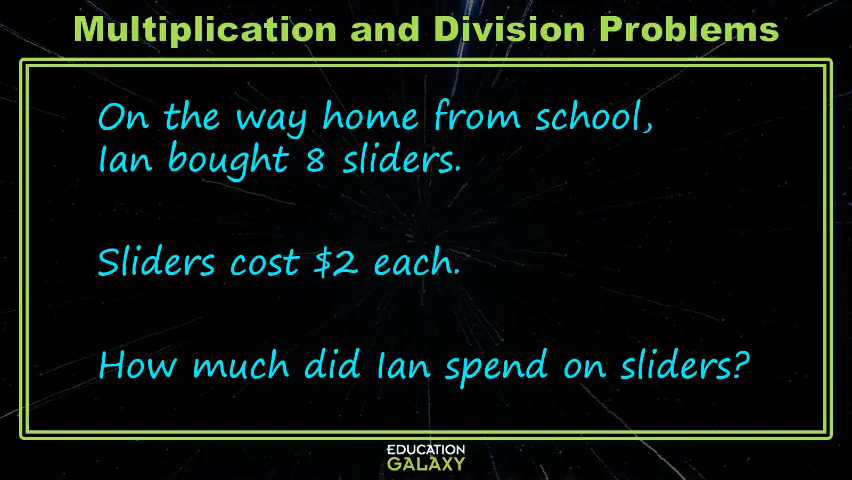 Multiplication and Division Problems
On the way home from school,
Ian bought 8 sliders.
Sliders cost $2 each.
How much did Ian spend on sliders?
EDUCATION
GALAXY